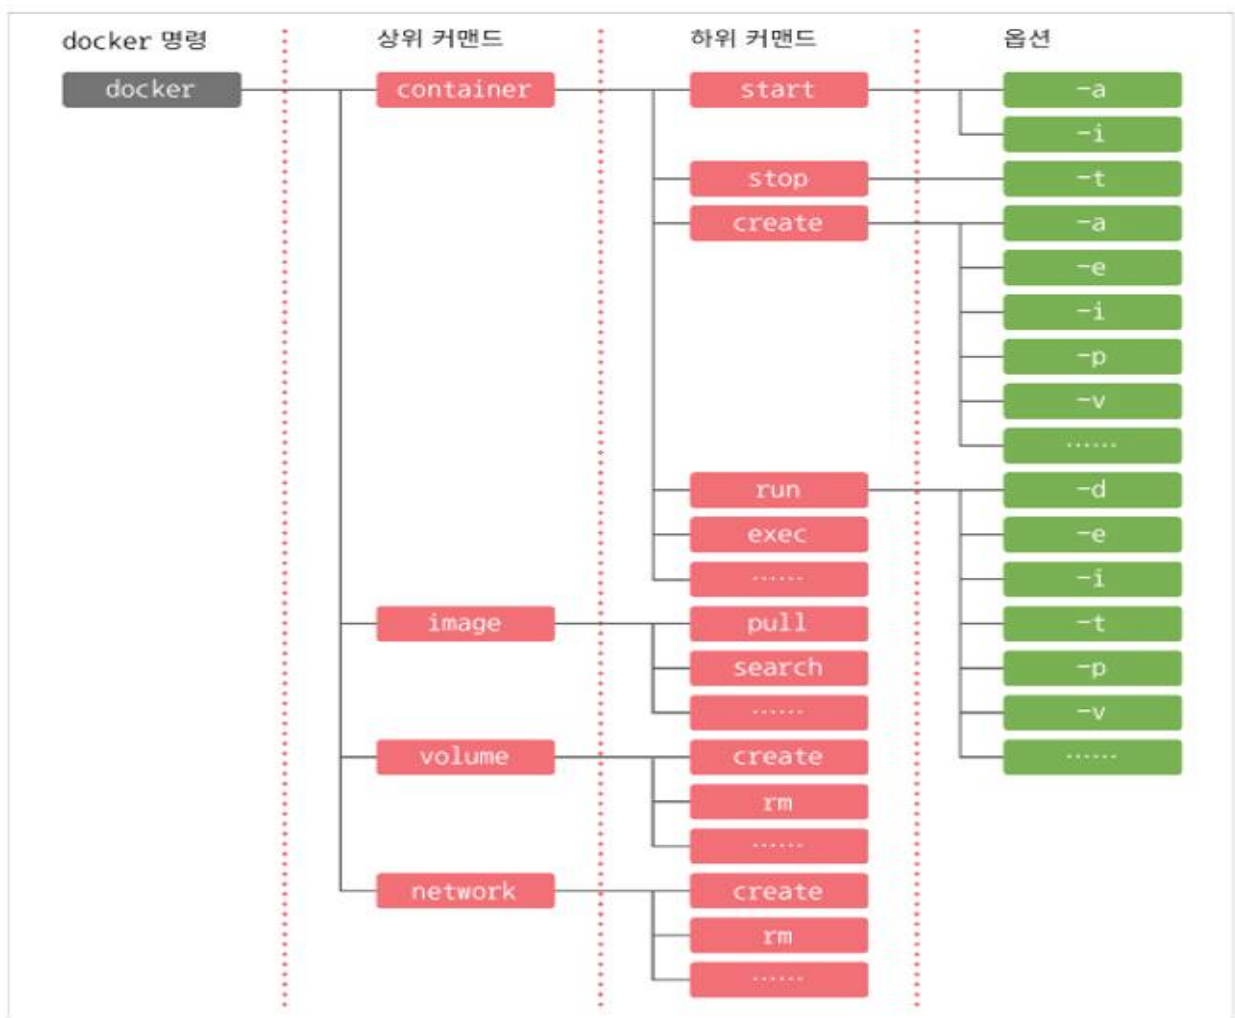 docker 명령 상위 커맨드 하위 커맨드 옵션
docker container start -a
-i
stop -t
create -a
-e
-i
-p
-v
······
run -d
exec -e
······ -i
image pull -t
search -p
······ -v
volume create ······
rm
······
network create
rm
······